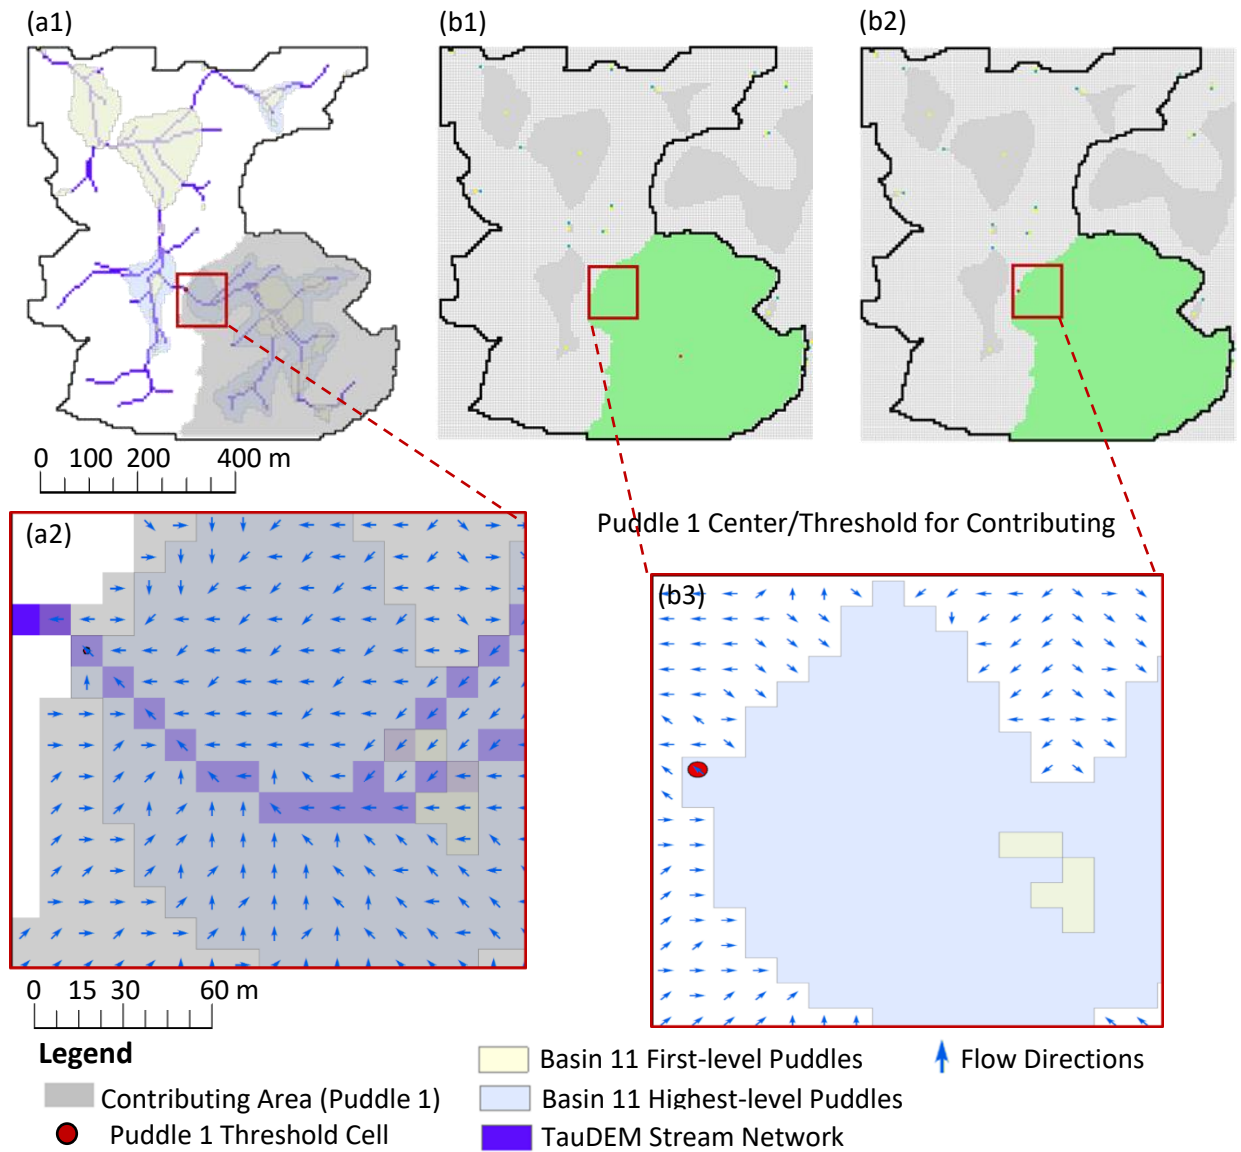 (a1)
(b1)
(b2)
0 100 200 400 m
(a2)
Puddle 1 Center/Threshold for Contributing
(b3)
0 15 30 60 m
Legend
Contributing Area (Puddle 1)
Puddle 1 Threshold Cell
Basin 11 First-level Puddles
Basin 11 Highest-level Puddles
TauDEM Stream Network
Flow Directions